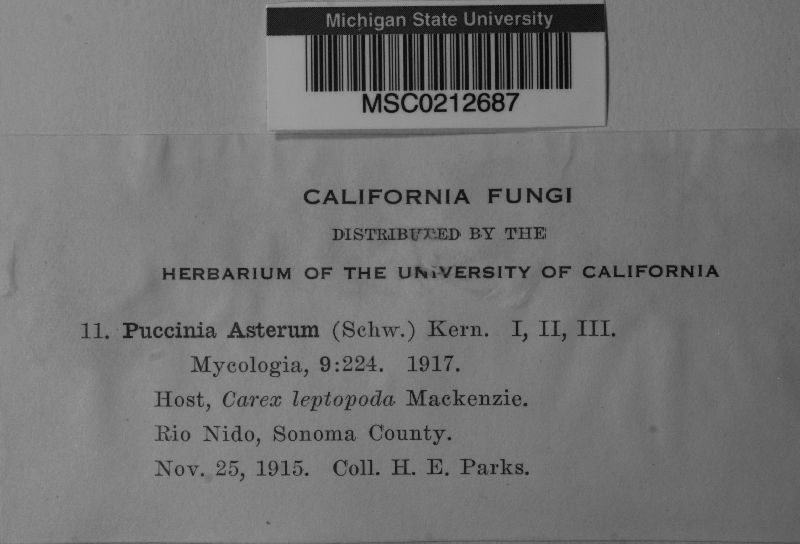 Michigan State University
MSC0212687
CALIFORNIA FUNGI
DISTRIBUTED BY THE
HERBARIUM OF THE UNIVERSITY OF CALIFORNIA
11. Puccinia Asterum (Schw.) Kern. I, II, III.
Mycologia, 9:224. 1917.
Host, Carex leptopoda Mackenzie.
Rio Nido, Sonoma County.
Nov. 25, 1915. Coll. H. E. Parks.